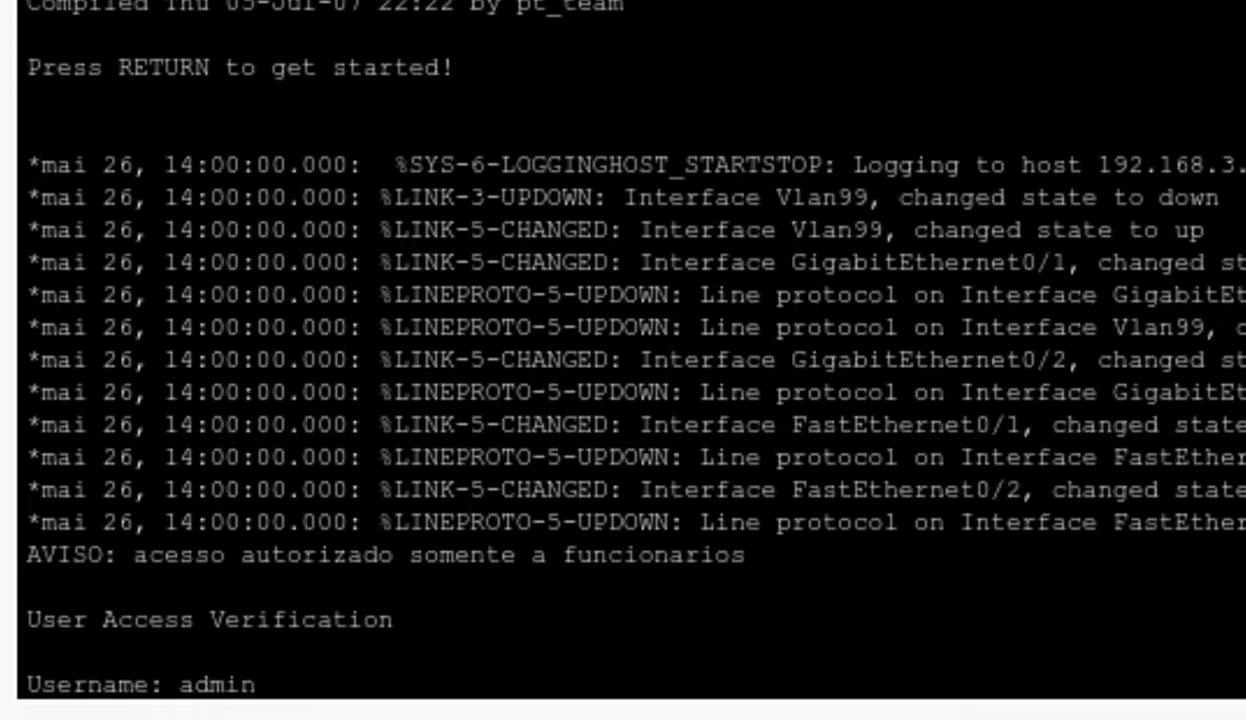 Compiled Thu 05-Jul-07 22:22 by pt_team
Press RETURN to get started!
*mai 26, 14:00:00.000:  %SYS-6-LOGGINGHOST_STARTSTOP: Logging to host 192.168.3.
*mai 26, 14:00:00.000: %LINK-3-UPDOWN: Interface Vlan99, changed state to down
*mai 26, 14:00:00.000: %LINK-5-CHANGED: Interface Vlan99, changed state to up
*mai 26, 14:00:00.000: %LINK-5-CHANGED: Interface GigabitEthernet0/1, changed st
*mai 26, 14:00:00.000: %LINEPROTO-5-UPDOWN: Line protocol on Interface GigabitEt
*mai 26, 14:00:00.000: %LINEPROTO-5-UPDOWN: Line protocol on Interface Vlan99, c
*mai 26, 14:00:00.000: %LINK-5-CHANGED: Interface GigabitEthernet0/2, changed st
*mai 26, 14:00:00.000: %LINEPROTO-5-UPDOWN: Line protocol on Interface GigabitEt
*mai 26, 14:00:00.000: %LINK-5-CHANGED: Interface FastEthernet0/1, changed state
*mai 26, 14:00:00.000: %LINEPROTO-5-UPDOWN: Line protocol on Interface FastEther
*mai 26, 14:00:00.000: %LINK-5-CHANGED: Interface FastEthernet0/2, changed state
*mai 26, 14:00:00.000: %LINEPROTO-5-UPDOWN: Line protocol on Interface FastEther
AVISO: acesso autorizado somente a funcionarios
User Access Verification
Username: admin